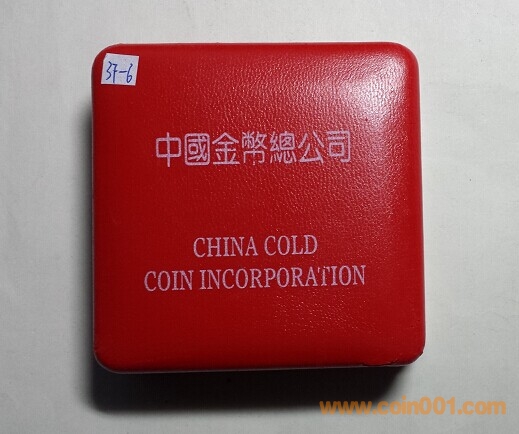 37-6
中國金幣總公司
CHINA COLD
COIN INCORPORATION
www.coin001.com